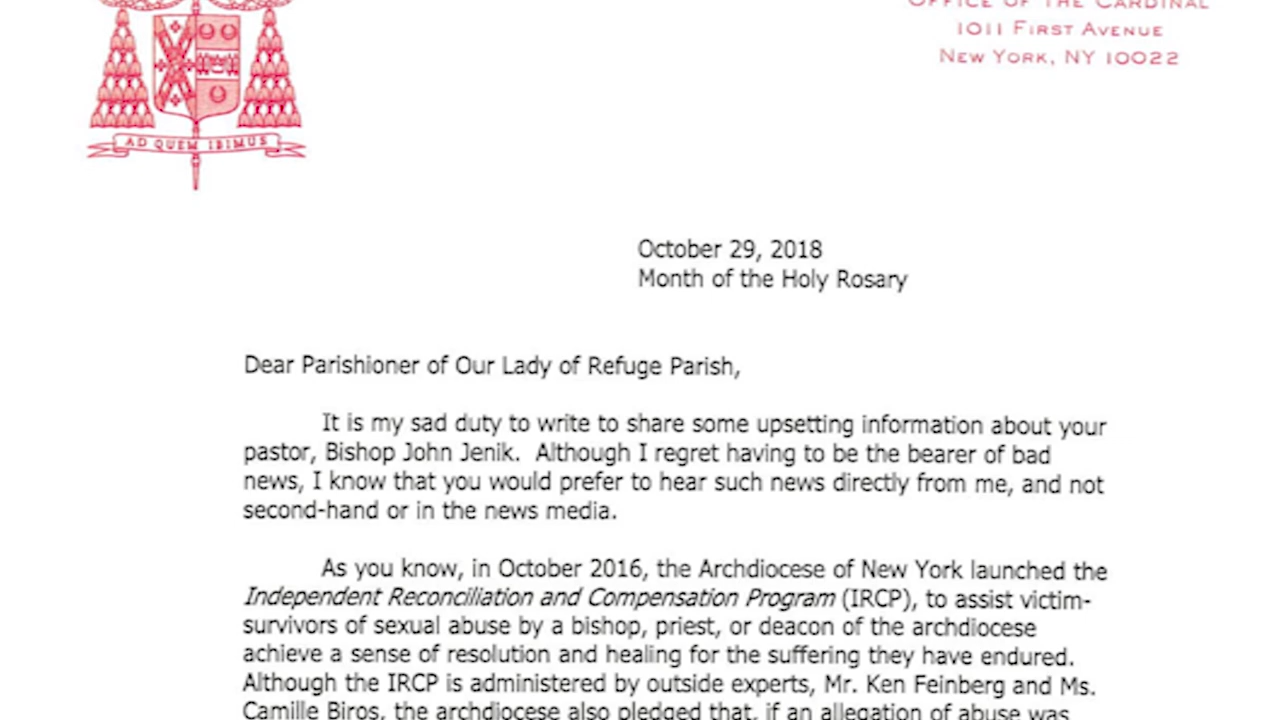 OFFICE OF THE CARDINAL
1011 FIRST AVENUE
NEW YORK, NY 10022
AD QUEM IBIMUS
October 29, 2018
Month of the Holy Rosary
Dear Parishioner of Our Lady of Refuge Parish,
It is my sad duty to write to share some upsetting information about your
pastor, Bishop John Jenik. Although I regret having to be the bearer of bad
news, I know that you would prefer to hear such news directly from me, and not
second-hand or in the news media.
As you know, in October 2016, the Archdiocese of New York launched the
Independent Reconciliation and Compensation Program (IRCP), to assist victim-
survivors of sexual abuse by a bishop, priest, or deacon of the archdiocese
achieve a sense of resolution and healing for the suffering they have endured.
Although the IRCP is administered by outside experts, Mr. Ken Feinberg and Ms.
Camille Biros, the archdiocese also pledged that, if an allegation of abuse was